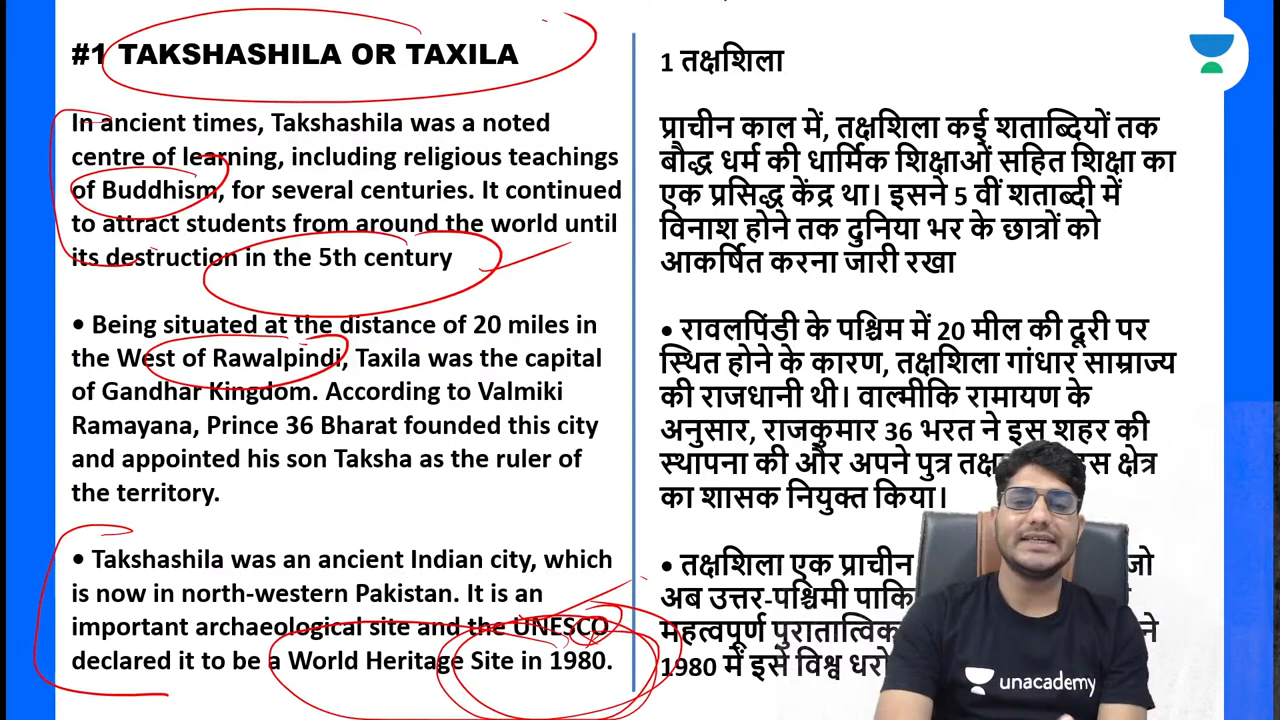 #1 TAKSHASHILA OR TAXILA
In ancient times, Takshashila was a noted
centre of learning, including religious teachings
of Buddhism, for several centuries. It continued
to attract students from around the world until
its destruction in the 5th century
• Being situated at the distance of 20 miles in
the West of Rawalpindi, Taxila was the capital
of Gandhar Kingdom. According to Valmiki
Ramayana, Prince 36 Bharat founded this city
and appointed his son Taksha as the ruler of
the territory.
• Takshashila was an ancient Indian city, which
is now in north-western Pakistan. It is an
important archaeological site and the UNESCO
declared it to be a World Heritage Site in 1980.
1 तक्षशिला
प्राचीन काल में, तक्षशिला कई शताब्दियों तक
बौद्ध धर्म की धार्मिक शिक्षाओं सहित शिक्षा का
एक प्रसिद्ध केंद्र था। इसने 5 वीं शताब्दी में
विनाश होने तक दुनिया भर के छात्रों को
आकर्षित करना जारी रखा
• रावलपिंडी के पश्चिम में 20 मील की दूरी पर
स्थित होने के कारण, तक्षशिला गांधार साम्राज्य
की राजधानी थी। वाल्मीकि रामायण के
अनुसार, राजकुमार 36 भरत ने इस शहर की
स्थापना की और अपने पुत्र इस क्षेत्र
का शासक नियुक्त किया।
• तक्षशिला एक प्राचीन जो
अब उत्तर-पश्चिमी
महत्वपूर्ण पुरातात्विक ने
1980 में इसे विश्व
unacademy